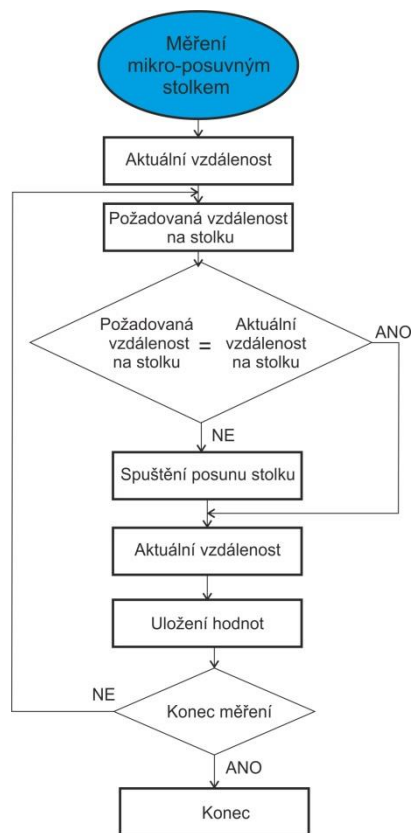 Měření
mikro-posuvným
stolkem
Aktuální vzdálenost
Požadovaná vzdálenost
na stolku
Požadovaná
vzdálenost
na stolku
=
Aktuální
vzdálenost
na stolku
ANO
NE
Spuštění posunu stolku
Aktuální vzdálenost
Uložení hodnot
NE
Konec měření
ANO
Konec